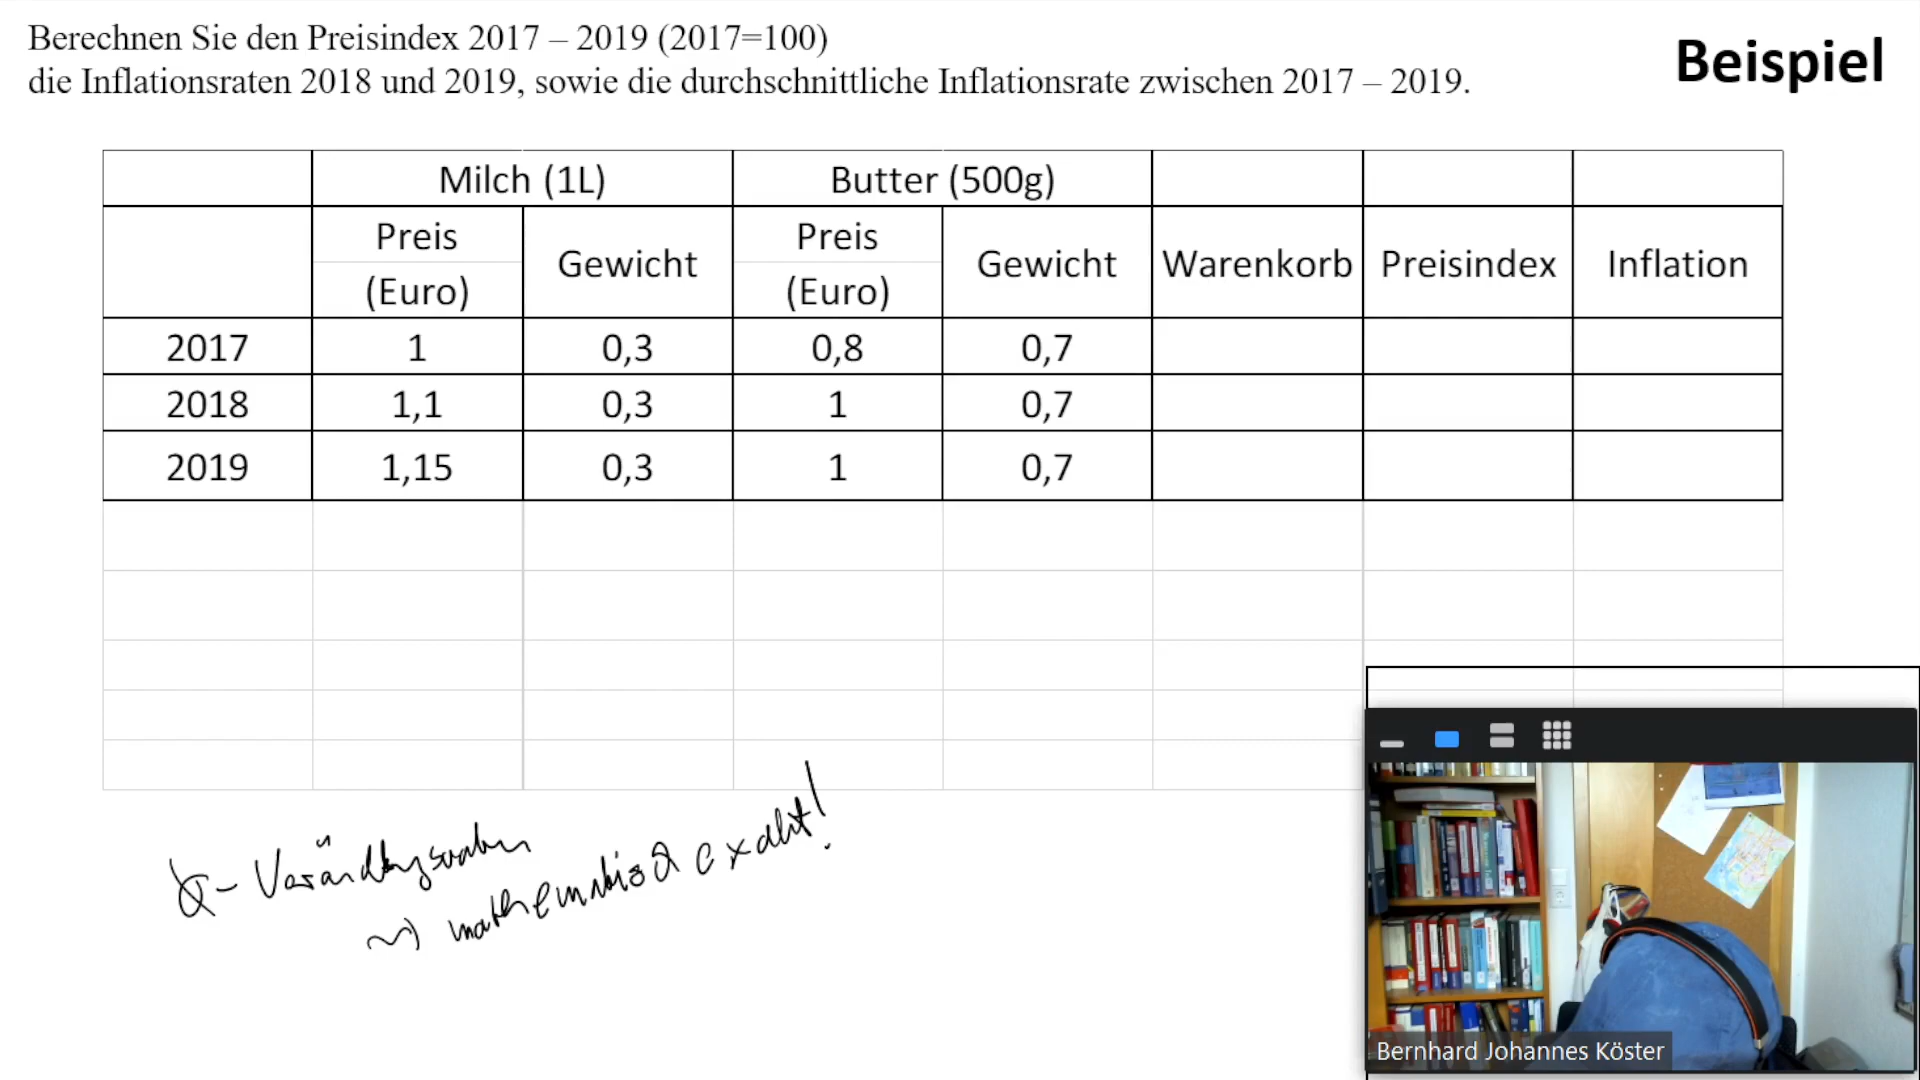 Berechnen Sie den Preisindex 2017 – 2019 (2017=100)
die Inflationsraten 2018 und 2019, sowie die durchschnittliche Inflationsrate zwischen 2017 – 2019.
Beispiel
Milch (1L) Butter (500g)
Preis (Euro) Gewicht Preis (Euro) Gewicht Warenkorb Preisindex Inflation
2017 1 0,3 0,8 0,7
2018 1,1 0,3 1 0,7
2019 1,15 0,3 1 0,7
mathematisch exakt!
Bernhard Johannes Köster